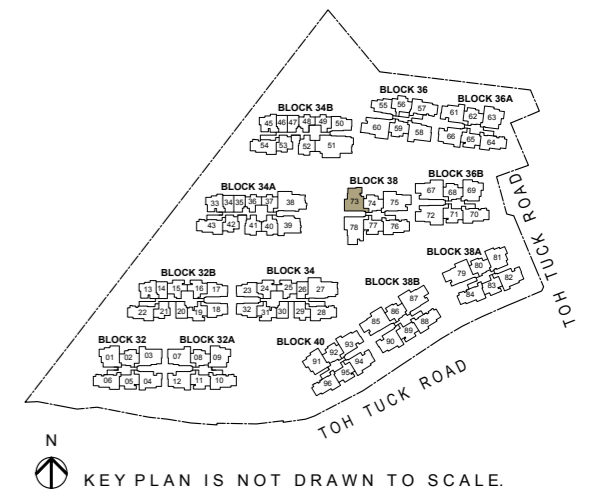 BLOCK 36
55 56 57
BLOCK 36A
60 59 58
61 62 63
66 65 64
BLOCK 34B
45 46 47 48 49 50
54 53 52 51
BLOCK 38
73 74 75
78 77 76
BLOCK 36B
67 68 69
72 71 70
BLOCK 34A
33 34 35 36 37 38
43 42 41 40 39
BLOCK 38A
79 80 81
84 83 82
TOH TUCK ROAD
BLOCK 32B
13 14 15 16 17
22 21 20 19 18
BLOCK 34
23 24 25 26 27
32 31 30 29 28
BLOCK 38B
85 86 87
90 89 88
BLOCK 32
01 02 03
06 05 04
BLOCK 32A
07 08 09
12 11 10
BLOCK 40
91 92 93
96 95 94
TOH TUCK ROAD
N
KEY PLAN IS NOT DRAWN TO SCALE.